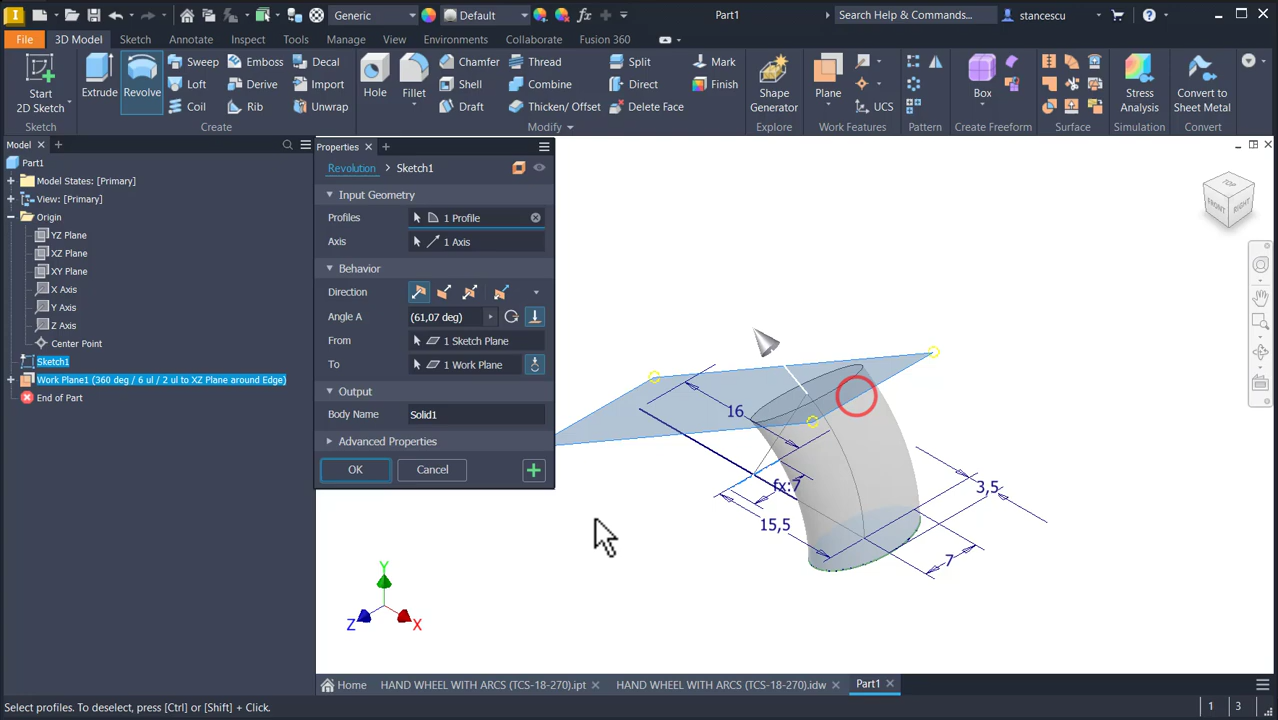 Generic
Default
Part1
Search Help & Commands...
stancescu
File
3D Model
Sketch
Annotate
Inspect
Tools
Manage
View
Environments
Collaborate
Fusion 360
Start
2D Sketch
Sketch
Extrude
Revolve
Sweep
Loft
Coil
Emboss
Derive
Rib
Decal
Import
Unwrap
Create
Hole
Fillet
Chamfer
Shell
Draft
Thread
Combine
Thicken/ Offset
Split
Direct
Delete Face
Modify
Mark
Finish
Shape
Generator
Explore
Plane
UCS
Work Features
Pattern
Box
Create Freeform
Surface
Stress
Analysis
Simulation
Convert to
Sheet Metal
Convert
Model
Part1
Model States: [Primary]
View: [Primary]
Origin
YZ Plane
XZ Plane
XY Plane
X Axis
Y Axis
Z Axis
Center Point
Sketch1
Work Plane1 (360 deg / 6 ul / 2 ul to XZ Plane around Edge)
End of Part
Properties
Revolution
Sketch1
Input Geometry
Profiles
1 Profile
Axis
1 Axis
Behavior
Direction
Angle A
(61,07 deg)
From
1 Sketch Plane
To
1 Work Plane
Output
Body Name
Solid1
Advanced Properties
OK
Cancel
16
fx:7
15,5
3,5
7
TOP
FRONT
RIGHT
Y
Z
X
Home
HAND WHEEL WITH ARCS (TCS-18-270).ipt
HAND WHEEL WITH ARCS (TCS-18-270).idw
Part1
Select profiles. To deselect, press [Ctrl] or [Shift] + Click.
1
3